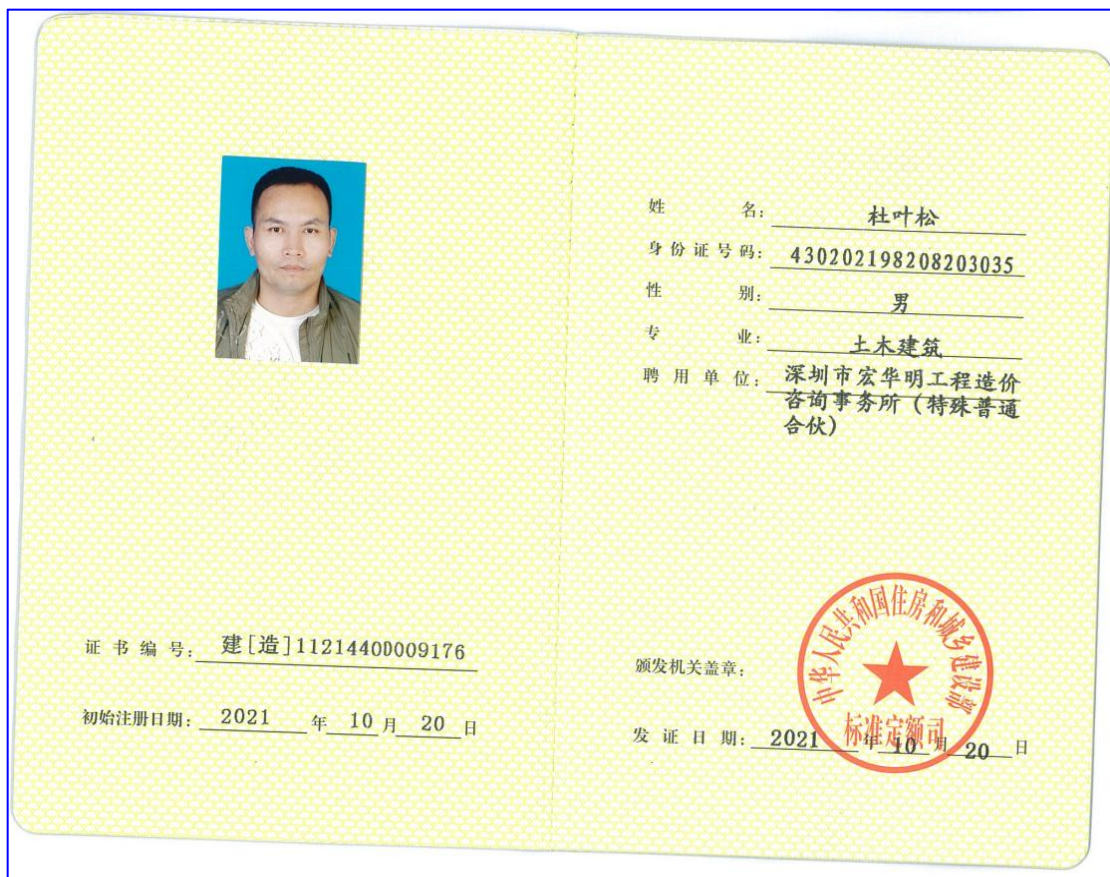 姓 名: 杜叶松
身份证号码: 430202198208203035
性 别: 男
专 业: 土木建筑
聘用单位: 深圳市宏华明工程造价
咨询事务所（特殊普通
合伙）
证书编号: 建[造]11214400009176
初始注册日期: 2021 年 10 月 20 日
颁发机关盖章:
中华人民共和国住房和城乡建设部
标准定额司
发证日期: 2021 年 10 月 20 日